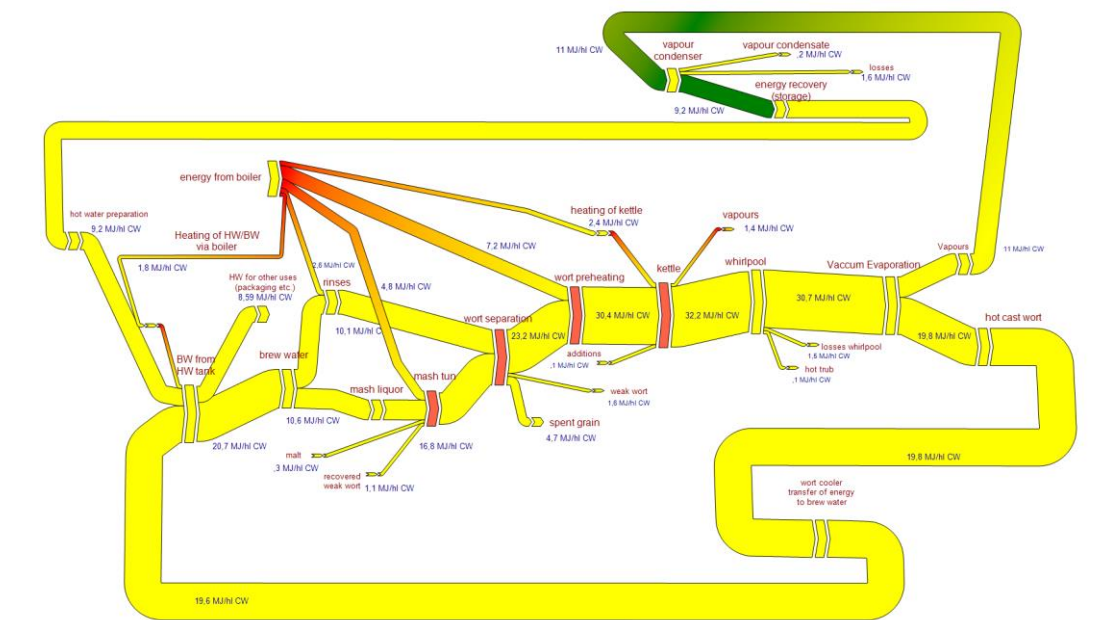 11 MJ/hl CW
vapour
condenser
vapour condensate
,2 MJ/hl CW
losses
1,6 MJ/hl CW
energy recovery
(storage)
9,2 MJ/hl CW
energy from boiler
hot water preparation
9,2 MJ/hl CW
Heating of HW/BW
via boiler
1,8 MJ/hl CW
heating of kettle
2,4 MJ/hl CW
vapours
1,4 MJ/hl CW
7,2 MJ/hl CW
Vapours
11 MJ/hl CW
HW for other uses
(packaging etc.)
8,59 MJ/hl CW
2,6 MJ/hl CW
rinses
4,8 MJ/hl CW
wort preheating
kettle
whirlpool
Vaccum Evaporation
30,7 MJ/hl CW
10,1 MJ/hl CW
wort separation
23,2 MJ/hl CW
30,4 MJ/hl CW
32,2 MJ/hl CW
hot cast wort
19,8 MJ/hl CW
BW from
HW tank
brew water
additions
,1 MJ/hl CW
losses whirlpool
1,6 MJ/hl CW
hot trub
,1 MJ/hl CW
mash liquor
mash tun
weak wort
1,6 MJ/hl CW
10,6 MJ/hl CW
spent grain
4,7 MJ/hl CW
20,7 MJ/hl CW
16,8 MJ/hl CW
malt
,3 MJ/hl CW
recovered
weak wort
1,1 MJ/hl CW
19,8 MJ/hl CW
wort cooler
transfer of energy
to brew water
19,6 MJ/hl CW